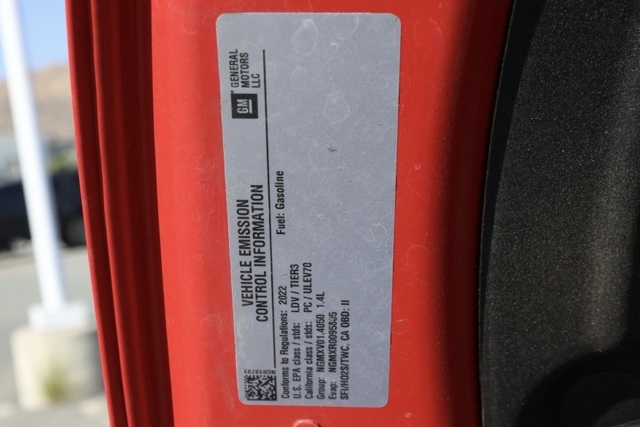 GM
GENERAL
MOTORS
LLC
VEHICLE EMISSION
CONTROL INFORMATION
Fuel: Gasoline
Conforms to Regulations: 2022
U.S. EPA class / stds: LDV / TIER3
California class / stds: PC / ULEV70
Group: NGMXV01.4050 1.4L
Evap: NGMXR0095805
SFI/HO2S/TWC, CA OBD: II